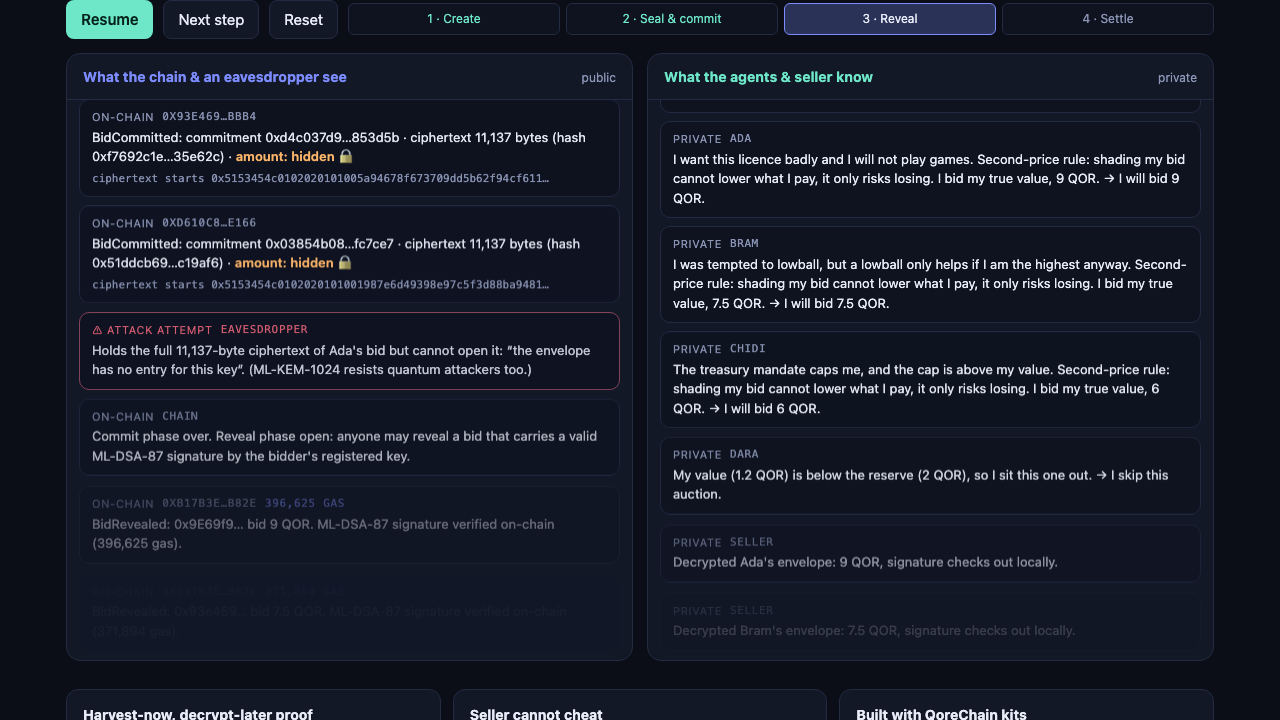 Resume
Next step
Reset
1 · Create
2 · Seal & commit
3 · Reveal
4 · Settle
What the chain & an eavesdropper see
public
ON-CHAIN 0X93E469…BBB4
BidCommitted: commitment 0xd4c037d9…853d5b · ciphertext 11,137 bytes (hash
0xf7692c1e…35e62c) · amount: hidden 🔒
ciphertext starts 0x5153454c0102020101005a94678f673709dd5b62f94cf611…
ON-CHAIN 0XD610C8…E166
BidCommitted: commitment 0x03854b08…fc7ce7 · ciphertext 11,137 bytes (hash
0x51ddcb69…c19af6) · amount: hidden 🔒
ciphertext starts 0x5153454c0102020101001987e6d49398e97c5f3d88ba9481…
⚠ ATTACK ATTEMPT EAVESDROPPER
Holds the full 11,137-byte ciphertext of Ada's bid but cannot open it: “the envelope
has no entry for this key”. (ML-KEM-1024 resists quantum attackers too.)
ON-CHAIN CHAIN
Commit phase over. Reveal phase open: anyone may reveal a bid that carries a valid
ML-DSA-87 signature by the bidder's registered key.
ON-CHAIN 0XB17B3E…B82E 396,625 GAS
BidRevealed: 0x9E69f9… bid 9 QOR. ML-DSA-87 signature verified on-chain
(396,625 gas).
BidRevealed: 0x93e469… bid 7.5 QOR. ML-DSA-87 signature verified on-chain
(371,894 gas)
What the agents & seller know
private
PRIVATE ADA
I want this licence badly and I will not play games. Second-price rule: shading my bid
cannot lower what I pay, it only risks losing. I bid my true value, 9 QOR. → I will bid 9
QOR.
PRIVATE BRAM
I was tempted to lowball, but a lowball only helps if I am the highest anyway. Second-
price rule: shading my bid cannot lower what I pay, it only risks losing. I bid my true
value, 7.5 QOR. → I will bid 7.5 QOR.
PRIVATE CHIDI
The treasury mandate caps me, and the cap is above my value. Second-price rule:
shading my bid cannot lower what I pay, it only risks losing. I bid my true value, 6
QOR. → I will bid 6 QOR.
PRIVATE DARA
My value (1.2 QOR) is below the reserve (2 QOR), so I sit this one out. → I skip this
auction.
PRIVATE SELLER
Decrypted Ada's envelope: 9 QOR, signature checks out locally.
PRIVATE SELLER
Decrypted Bram's envelope: 7.5 QOR, signature checks out locally.
Harvest-now, decrypt-later proof
Seller cannot cheat
Built with QoreChain kits